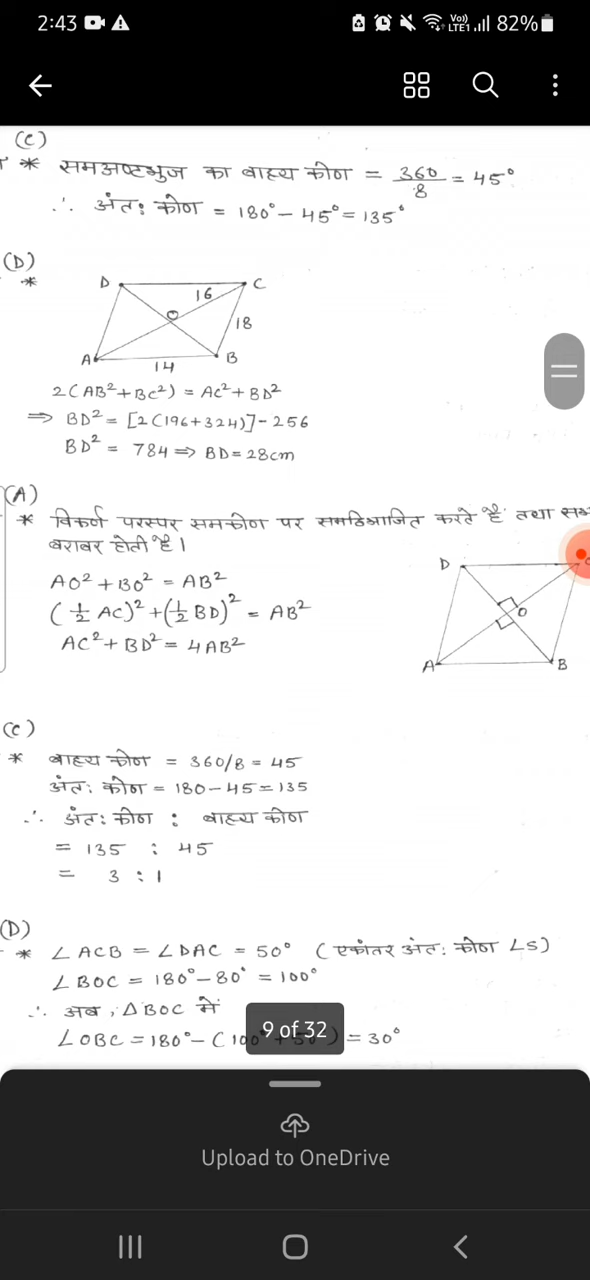 2:43 82%
(C)
* समअष्टभुज का बाह्य कोण = 360/8 = 45°
∴ अंतः कोण = 180° - 45° = 135°
(D)
*
D C
16
O
18
A B
14
2(AB²+BC²) = AC²+BD²
⇒ BD² = [2(196+324)]-256
BD² = 784 ⇒ BD = 28cm
(A)
* विकर्ण परस्पर समकोण पर समद्विभाजित करते हैं तथा
बराबर होती है।
D
O
A B
AO² + BO² = AB²
(½ AC)² + (½ BD)² = AB²
AC² + BD² = 4AB²
(C)
* बाह्य कोण = 360/8 = 45
अंतः कोण = 180-45=135
∴ अंतः कोण : बाह्य कोण
= 135 : 45
= 3 : 1
(D)
* ∠ACB = ∠DAC = 50° (एकांतर अंतः कोण ∠S)
∠BOC = 180°-80° = 100°
∴ अब, △BOC में
∠OBC = 180° - (100° + 50°) = 30°
9 of 32
Upload to OneDrive